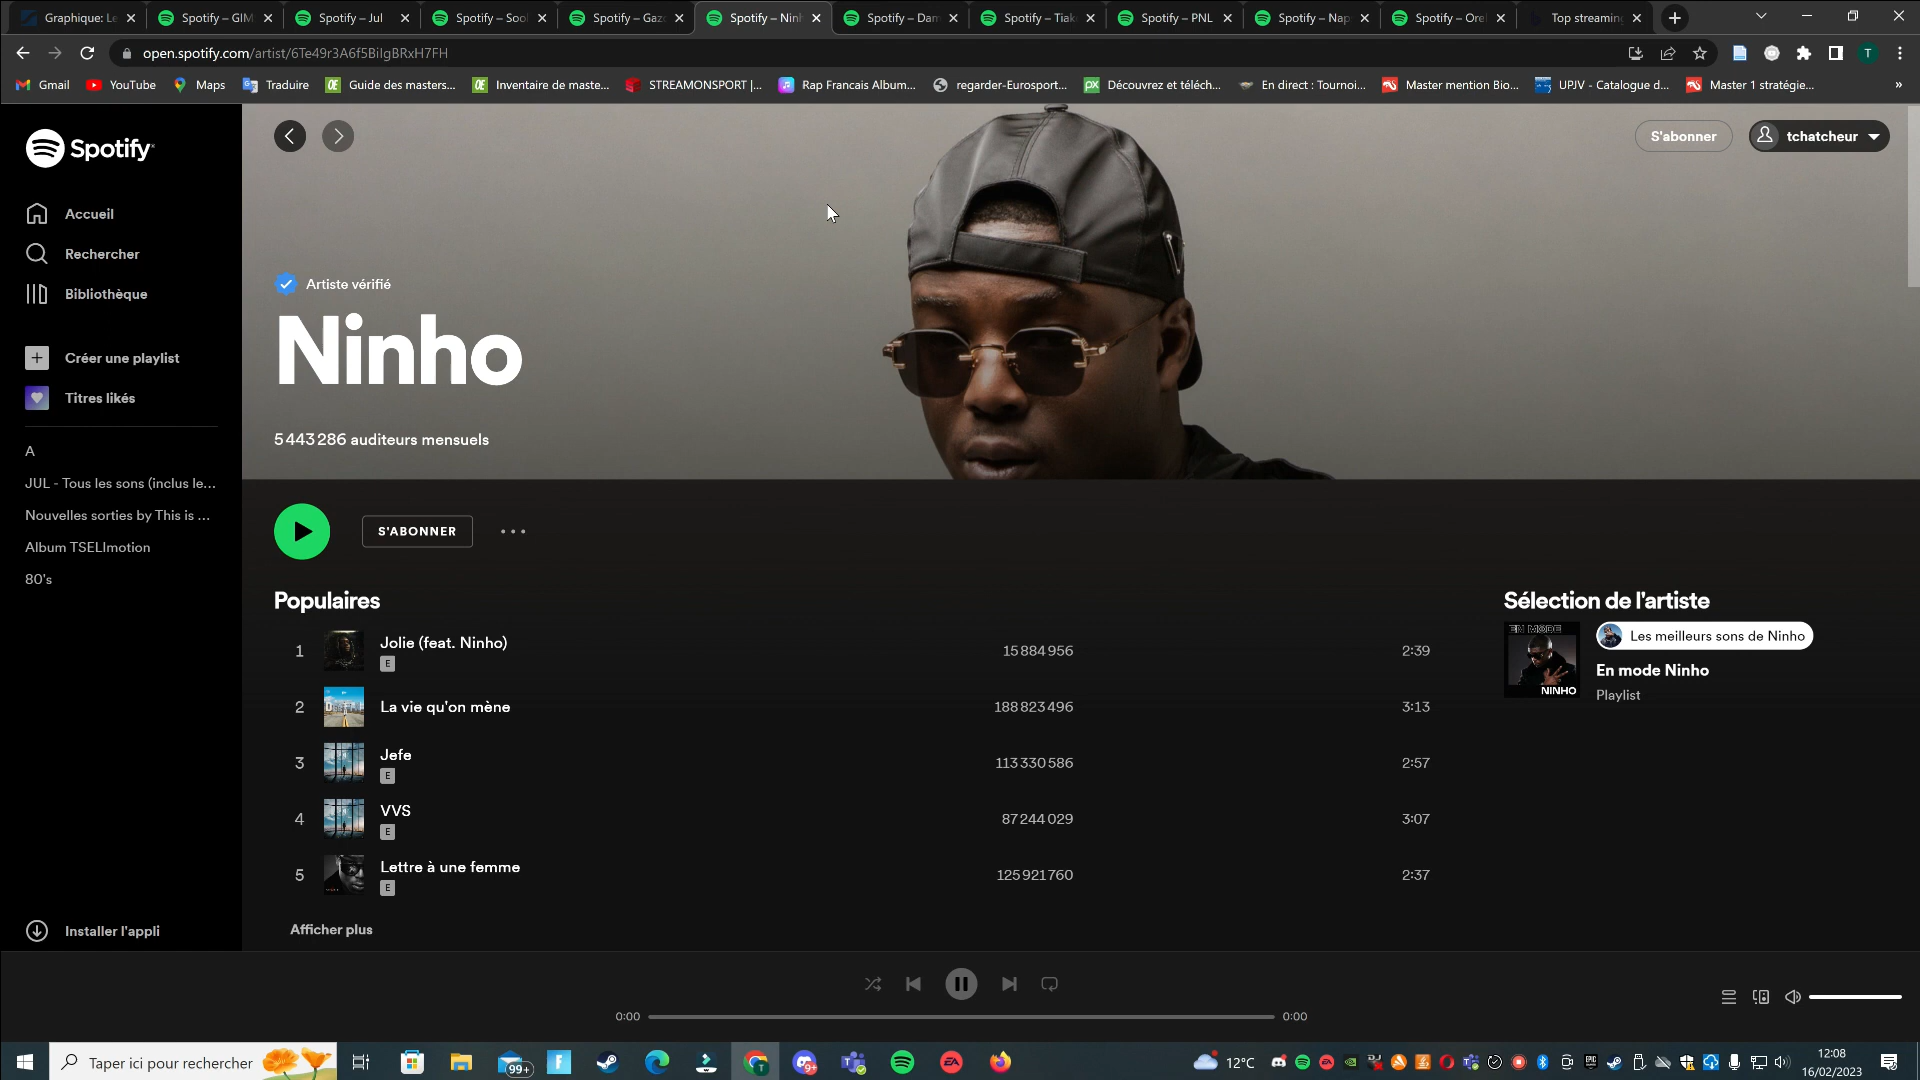 Graphique: Le
Spotify – GIM
Spotify – Jul
Spotify – Sool
Spotify – Gazo
Spotify – Ninh
Spotify – Dam
Spotify – Tiak
Spotify – PNL
Spotify – Nap
Spotify – Orel
Top streaming
open.spotify.com/artist/6Te49r3A6f5BiIgBRxH7FH
T
Gmail
YouTube
Maps
Traduire
Guide des masters...
Inventaire de maste...
STREAMONSPORT |...
Rap Francais Album...
regarder-Eurosport...
Découvrez et téléch...
En direct : Tournoi...
Master mention Bio...
UPJV - Catalogue d...
Master 1 stratégie...
»
Spotify
S'abonner
tchatcheur
Accueil
Rechercher
Bibliothèque
Créer une playlist
Titres likés
A
JUL - Tous les sons (inclus le...
Nouvelles sorties by This is ...
Album TSELImotion
80's
Installer l'appli
Artiste vérifié
Ninho
5 443 286 auditeurs mensuels
S'ABONNER
Populaires
1 Jolie (feat. Ninho) 15 884 956 2:39
E
2 La vie qu'on mène 188 823 496 3:13
3 Jefe 113 330 586 2:57
E
4 VVS 87 244 029 3:07
E
5 Lettre à une femme 125 921 760 2:37
E
Afficher plus
Sélection de l'artiste
EN MODE
NINHO
Les meilleurs sons de Ninho
En mode Ninho
Playlist
0:00
0:00
Taper ici pour rechercher
99+
12°C
12:08
16/02/2023